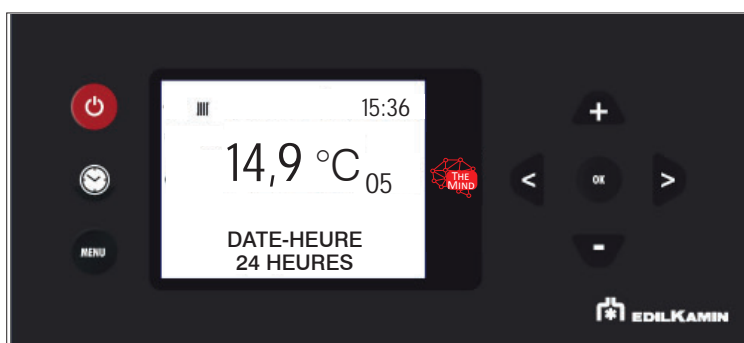 15:36
14,9 °C 05
THE
MIND
+
< OK >
MENU
-
DATE-HEURE
24 HEURES
EDILKAMIN